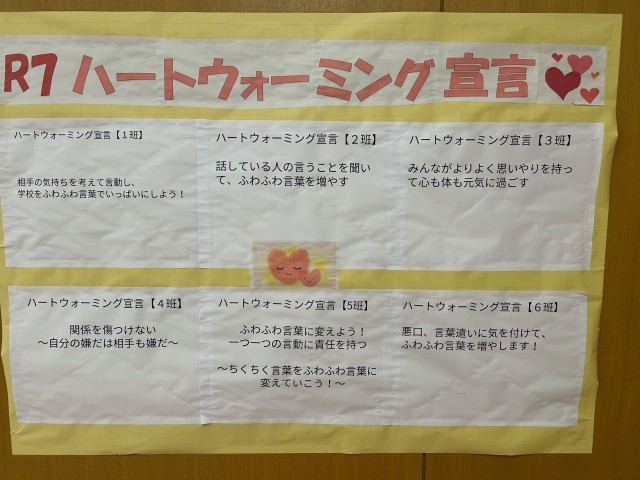 R7 ハートウォーミング 宣言
ハートウォーミング宣言【１班】
相手の気持ちを考えて言動し、
学校をふわふわ言葉でいっぱいにしよう！
ハートウォーミング宣言【２班】
話している人の言うことを聞い
て、ふわふわ言葉を増やす
ハートウォーミング宣言【３班】
みんながよりよく思いやりを持っ
て心も体も元気に過ごす
ハートウォーミング宣言【４班】
関係を傷つけない
～自分の嫌だは相手も嫌だ～
ハートウォーミング宣言【5班】
ふわふわ言葉に変えよう！
一つ一つの言動に責任を持つ
～ちくちく言葉をふわふわ言葉に
変えていこう！～
ハートウォーミング宣言【６班】
悪口、言葉遣いに気を付けて、
ふわふわ言葉を増やします！